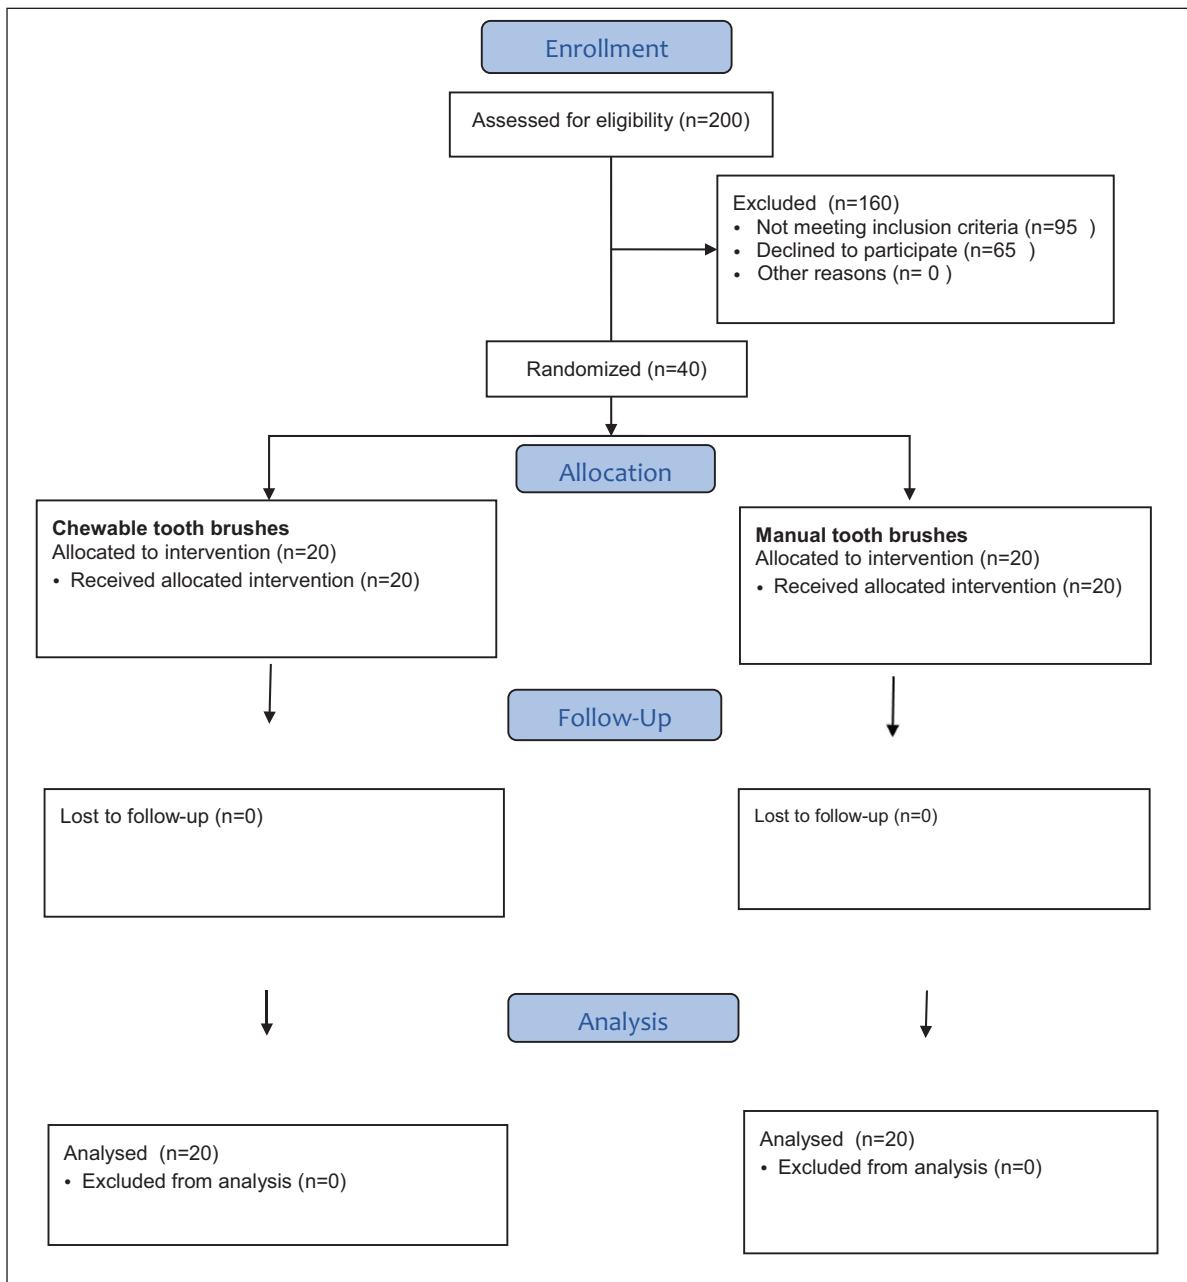 Enrollment
Assessed for eligibility (n=200)
Excluded (n=160)
• Not meeting inclusion criteria (n=95 )
• Declined to participate (n=65 )
• Other reasons (n= 0 )
Randomized (n=40)
Allocation
Chewable tooth brushes
Allocated to intervention (n=20)
• Received allocated intervention (n=20)
Manual tooth brushes
Allocated to intervention (n=20)
• Received allocated intervention (n=20)
Follow-Up
Lost to follow-up (n=0)
Lost to follow-up (n=0)
Analysis
Analysed (n=20)
• Excluded from analysis (n=0)
Analysed (n=20)
• Excluded from analysis (n=0)